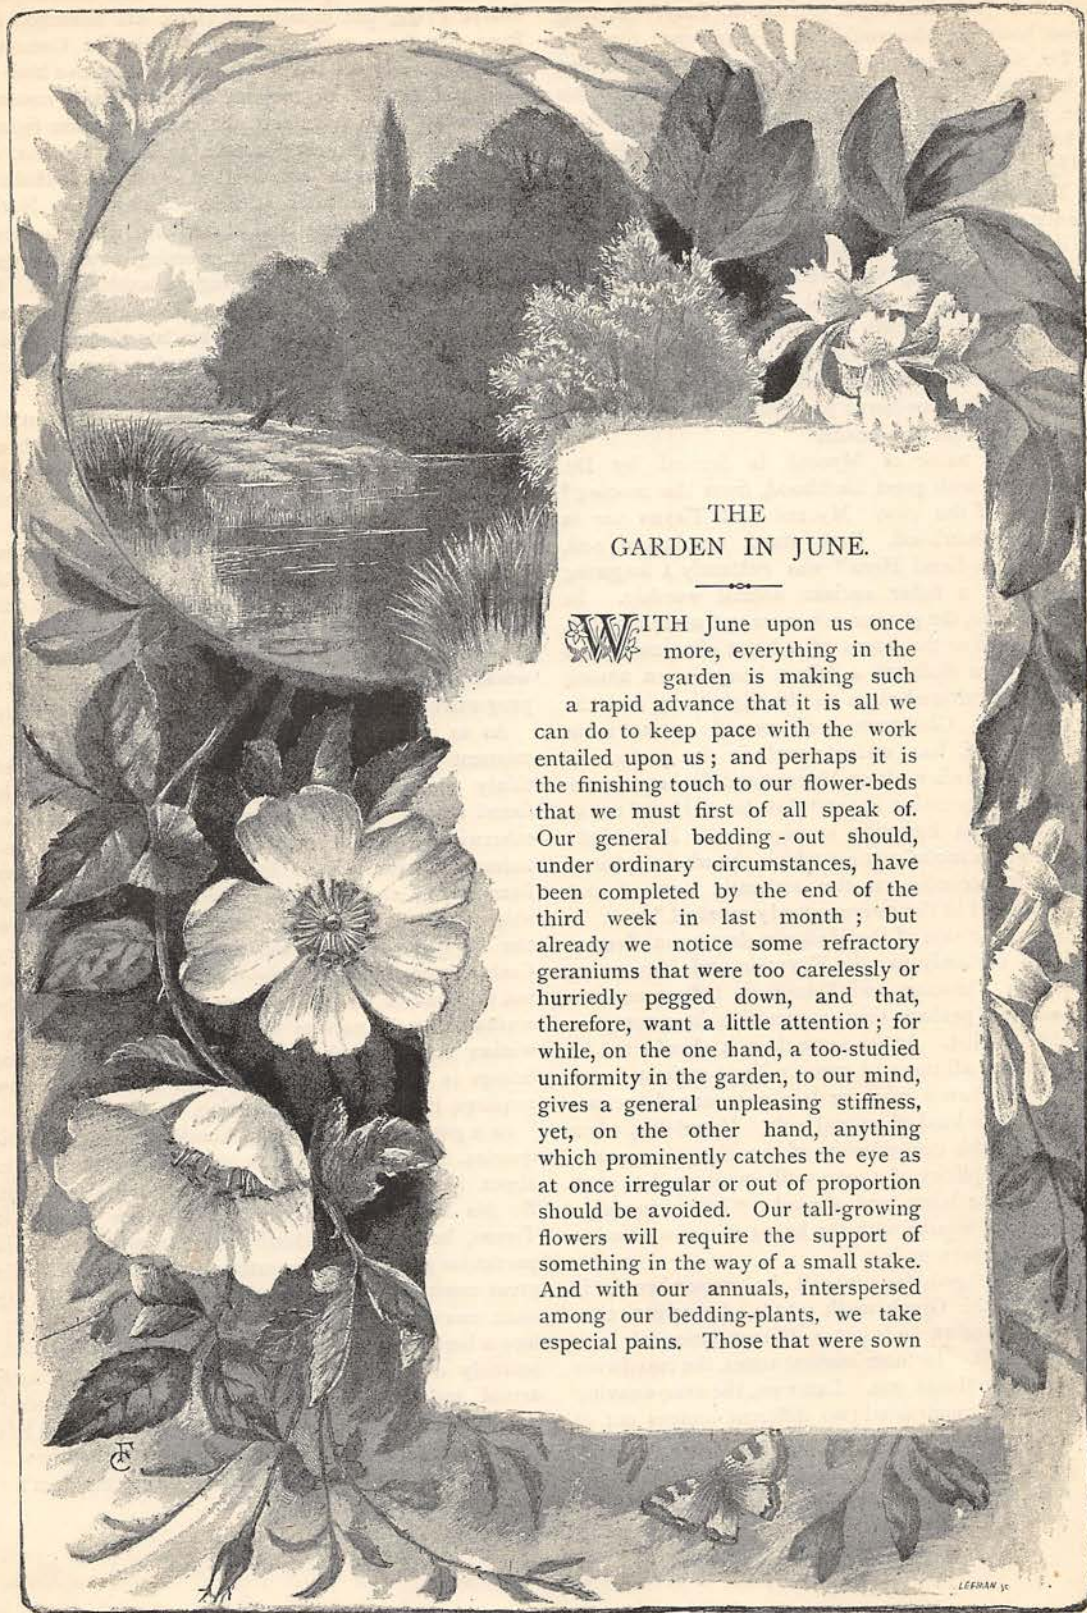 THE
GARDEN IN JUNE.
WITH June upon us once
more, everything in the
garden is making such
a rapid advance that it is all we
can do to keep pace with the work
entailed upon us ; and perhaps it is
the finishing touch to our flower-beds
that we must first of all speak of.
Our general bedding - out should,
under ordinary circumstances, have
been completed by the end of the
third week in last month ; but
already we notice some refractory
geraniums that were too carelessly or
hurriedly pegged down, and that,
therefore, want a little attention ; for
while, on the one hand, a too-studied
uniformity in the garden, to our mind,
gives a general unpleasing stiffness,
yet, on the other hand, anything
which prominently catches the eye as
at once irregular or out of proportion
should be avoided. Our tall-growing
flowers will require the support of
something in the way of a small stake.
And with our annuals, interspersed
among our bedding-plants, we take
especial pains. Those that were sown